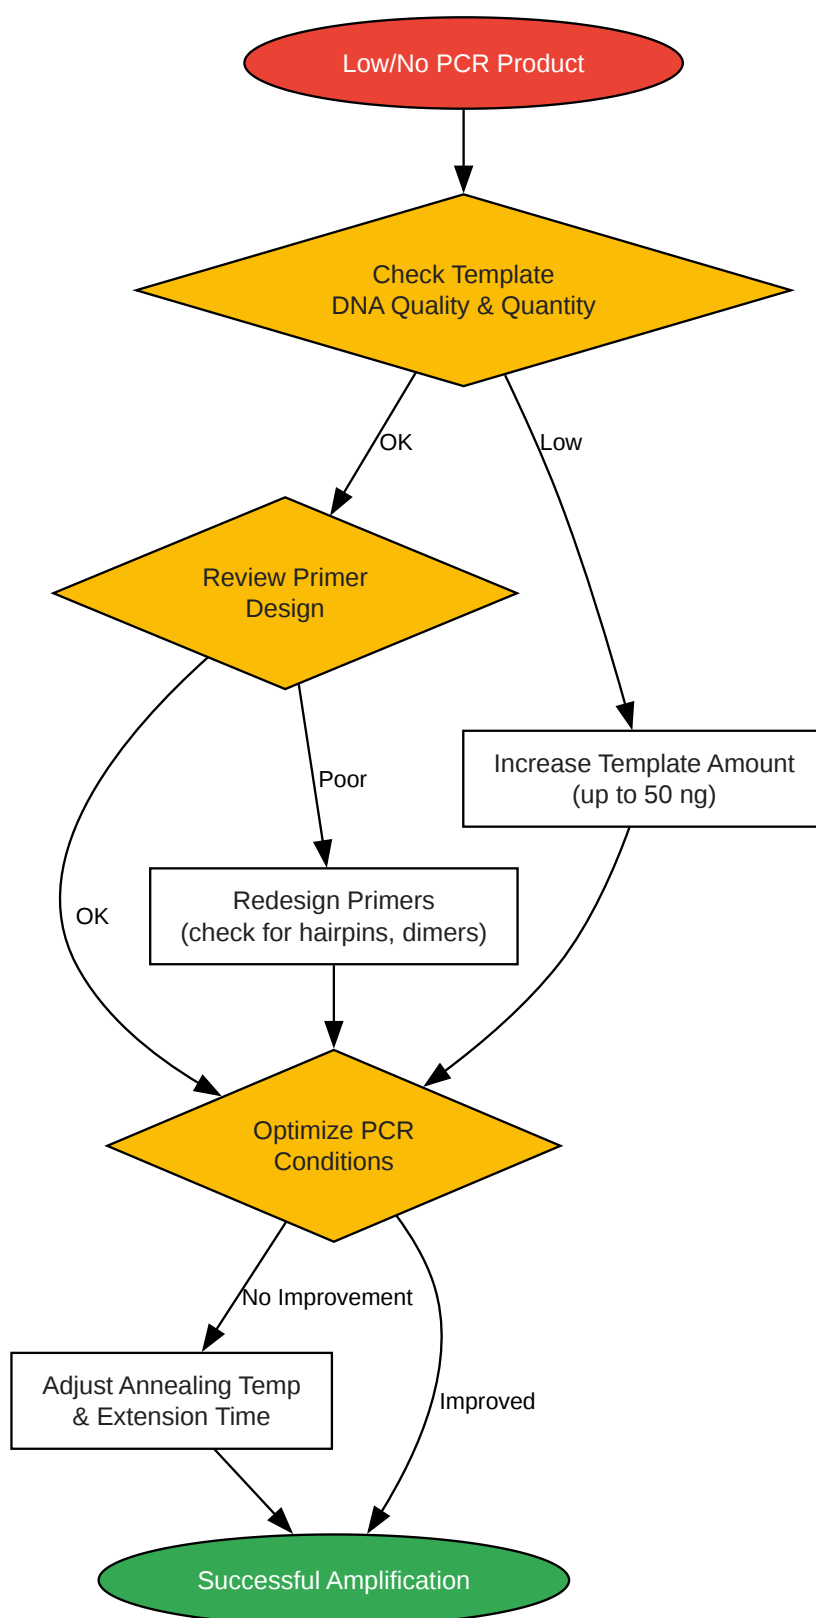 Low/No PCR Product
Check Template
DNA Quality & Quantity
OK
Low
Review Primer
Design
Poor
Increase Template Amount
(up to 50 ng)
OK
Redesign Primers
(check for hairpins, dimers)
Optimize PCR
Conditions
No Improvement
Adjust Annealing Temp
& Extension Time
Improved
Successful Amplification